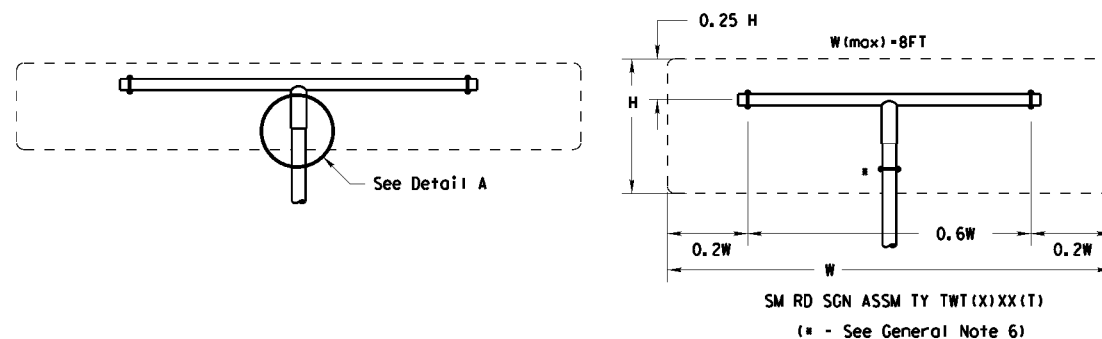 0.25 H
W(max)=8FT
H
*
See Detail A
0.2W
0.6W
0.2W
W
SM RD SGN ASSM TY TWT(X)XX(T)
(* - See General Note 6)